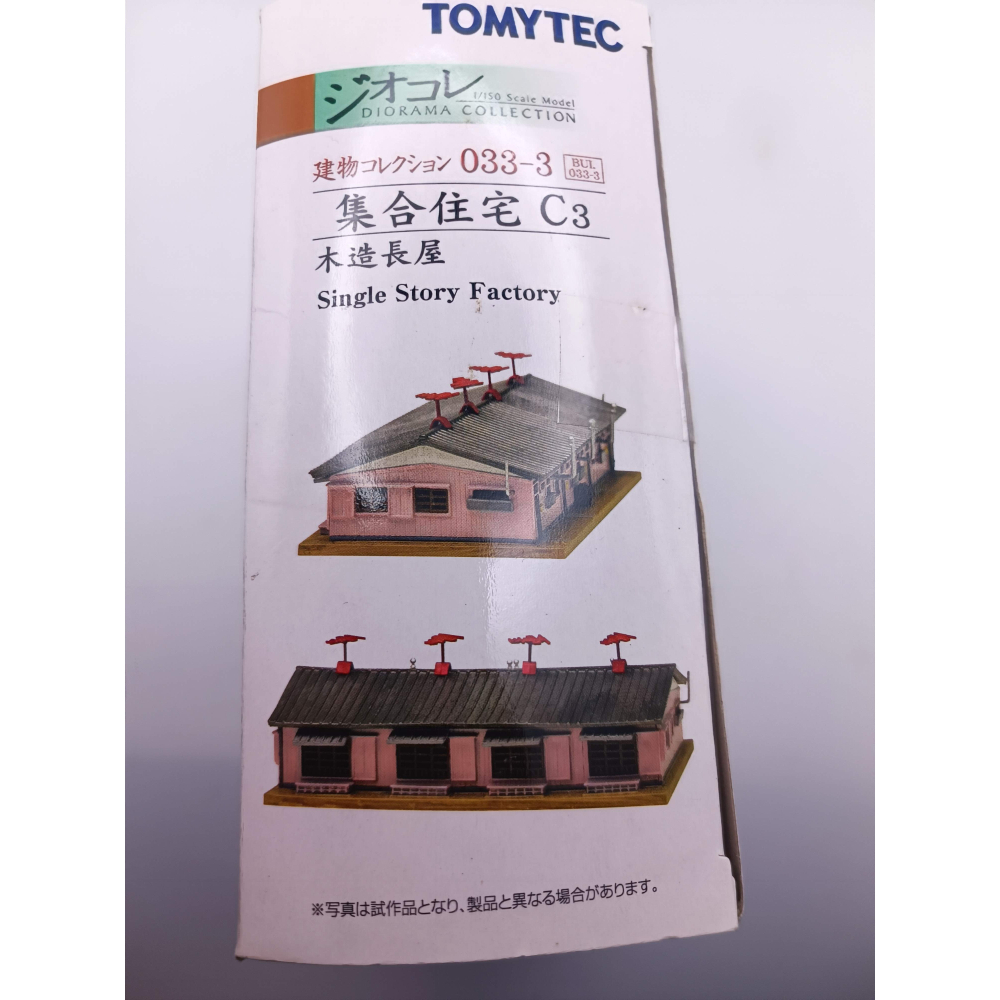 TOMYTEC
ジオコレ
1/150 Scale Model
DIORAMA COLLECTION
建物コレクション 033-3 BUL 033-3
集合住宅 C3
木造長屋
Single Story Factory
※写真は試作品となり、製品と異なる場合があります。